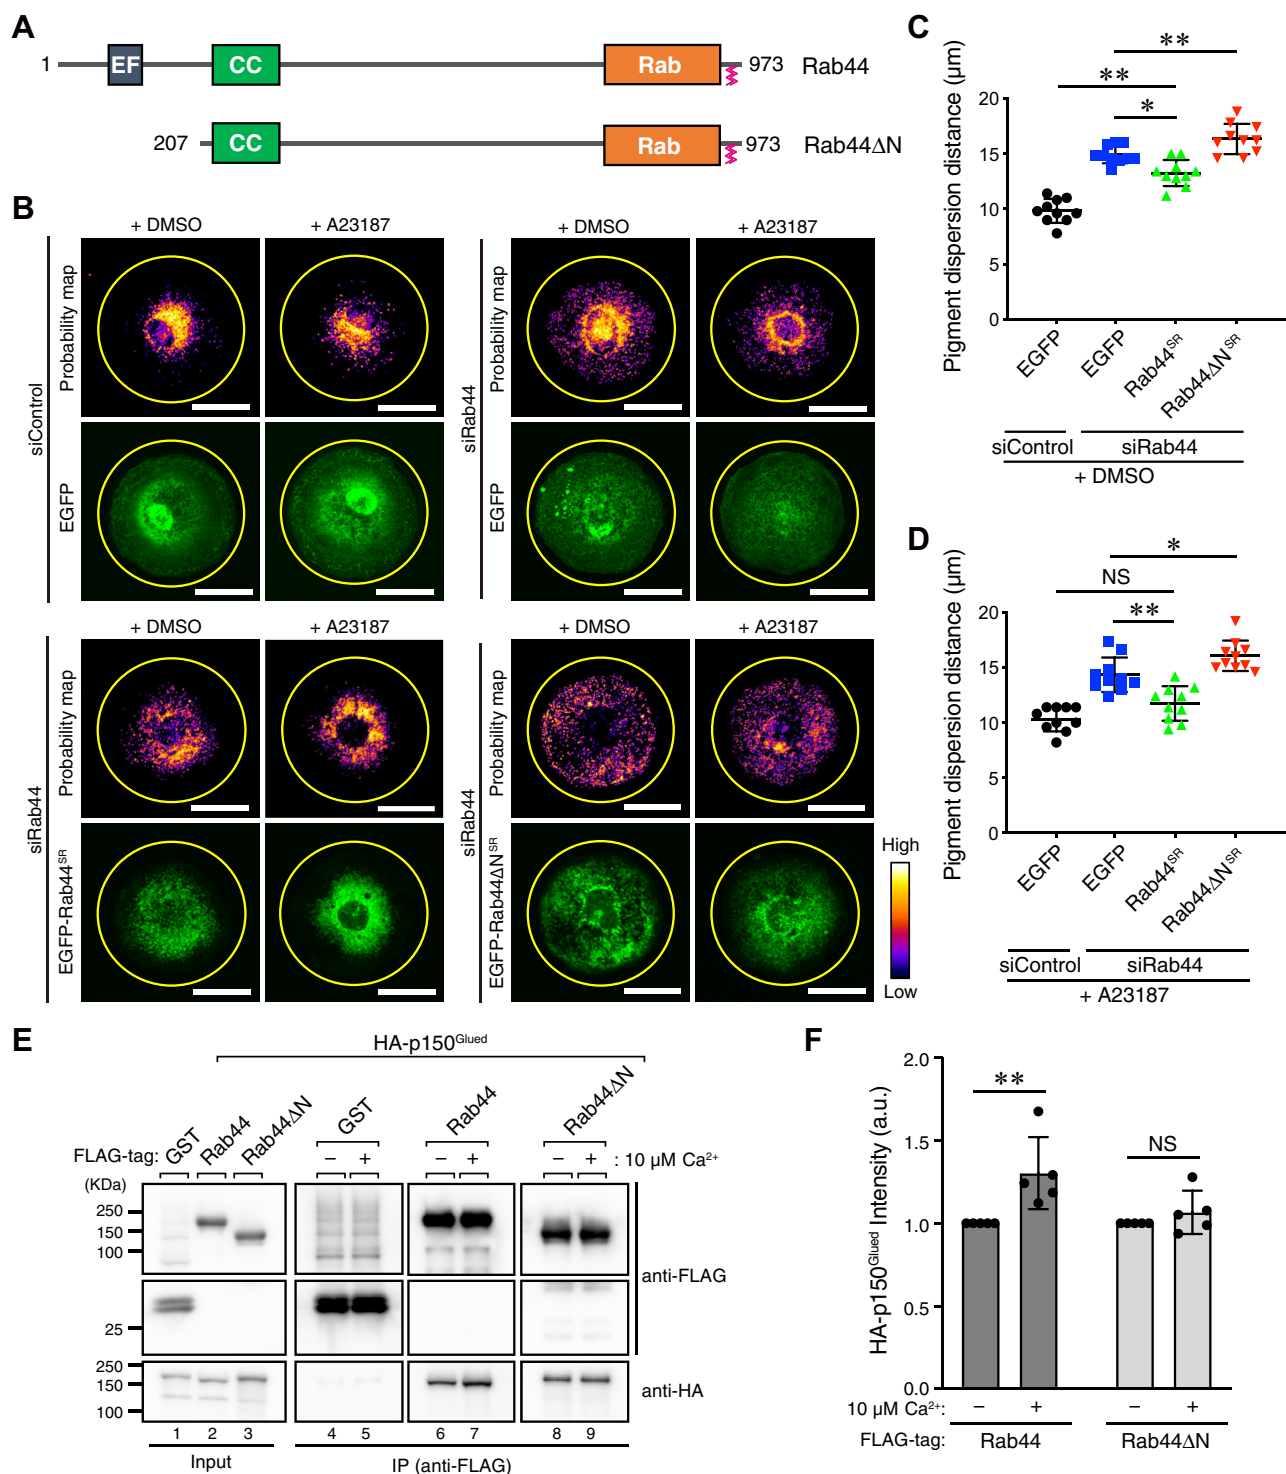 A
1
EF
CC
Rab
973
Rab44
207
CC
Rab
973
Rab44ΔN
B
+ DMSO
+ A23187
+ DMSO
+ A23187
siControl
Probability map
EGFP
siRab44
Probability map
EGFP
+ DMSO
+ A23187
+ DMSO
+ A23187
siRab44
Probability map
EGFP-Rab44SR
siRab44
Probability map
EGFP-Rab44ΔNSR
High
Low
C
Pigment dispersion distance (μm)
20
15
10
5
0
**
**
*
EGFP
EGFP
Rab44SR
Rab44ΔNSR
siControl
siRab44
+ DMSO
D
Pigment dispersion distance (μm)
20
15
10
5
0
*
NS
**
EGFP
EGFP
Rab44SR
Rab44ΔNSR
siControl
siRab44
+ A23187
E
HA-p150Glued
FLAG-tag:
GST
Rab44
Rab44ΔN
GST
Rab44
Rab44ΔN
− + − + − + : 10 μM Ca2+
(KDa)
250
150
100
25
250
150
100
anti-FLAG
anti-HA
1 2 3 4 5 6 7 8 9
Input
IP (anti-FLAG)
F
HA-p150Glued Intensity (a.u.)
2.0
1.5
1.0
0.5
0.0
**
NS
10 μM Ca2+: − + − +
FLAG-tag: Rab44 Rab44ΔN